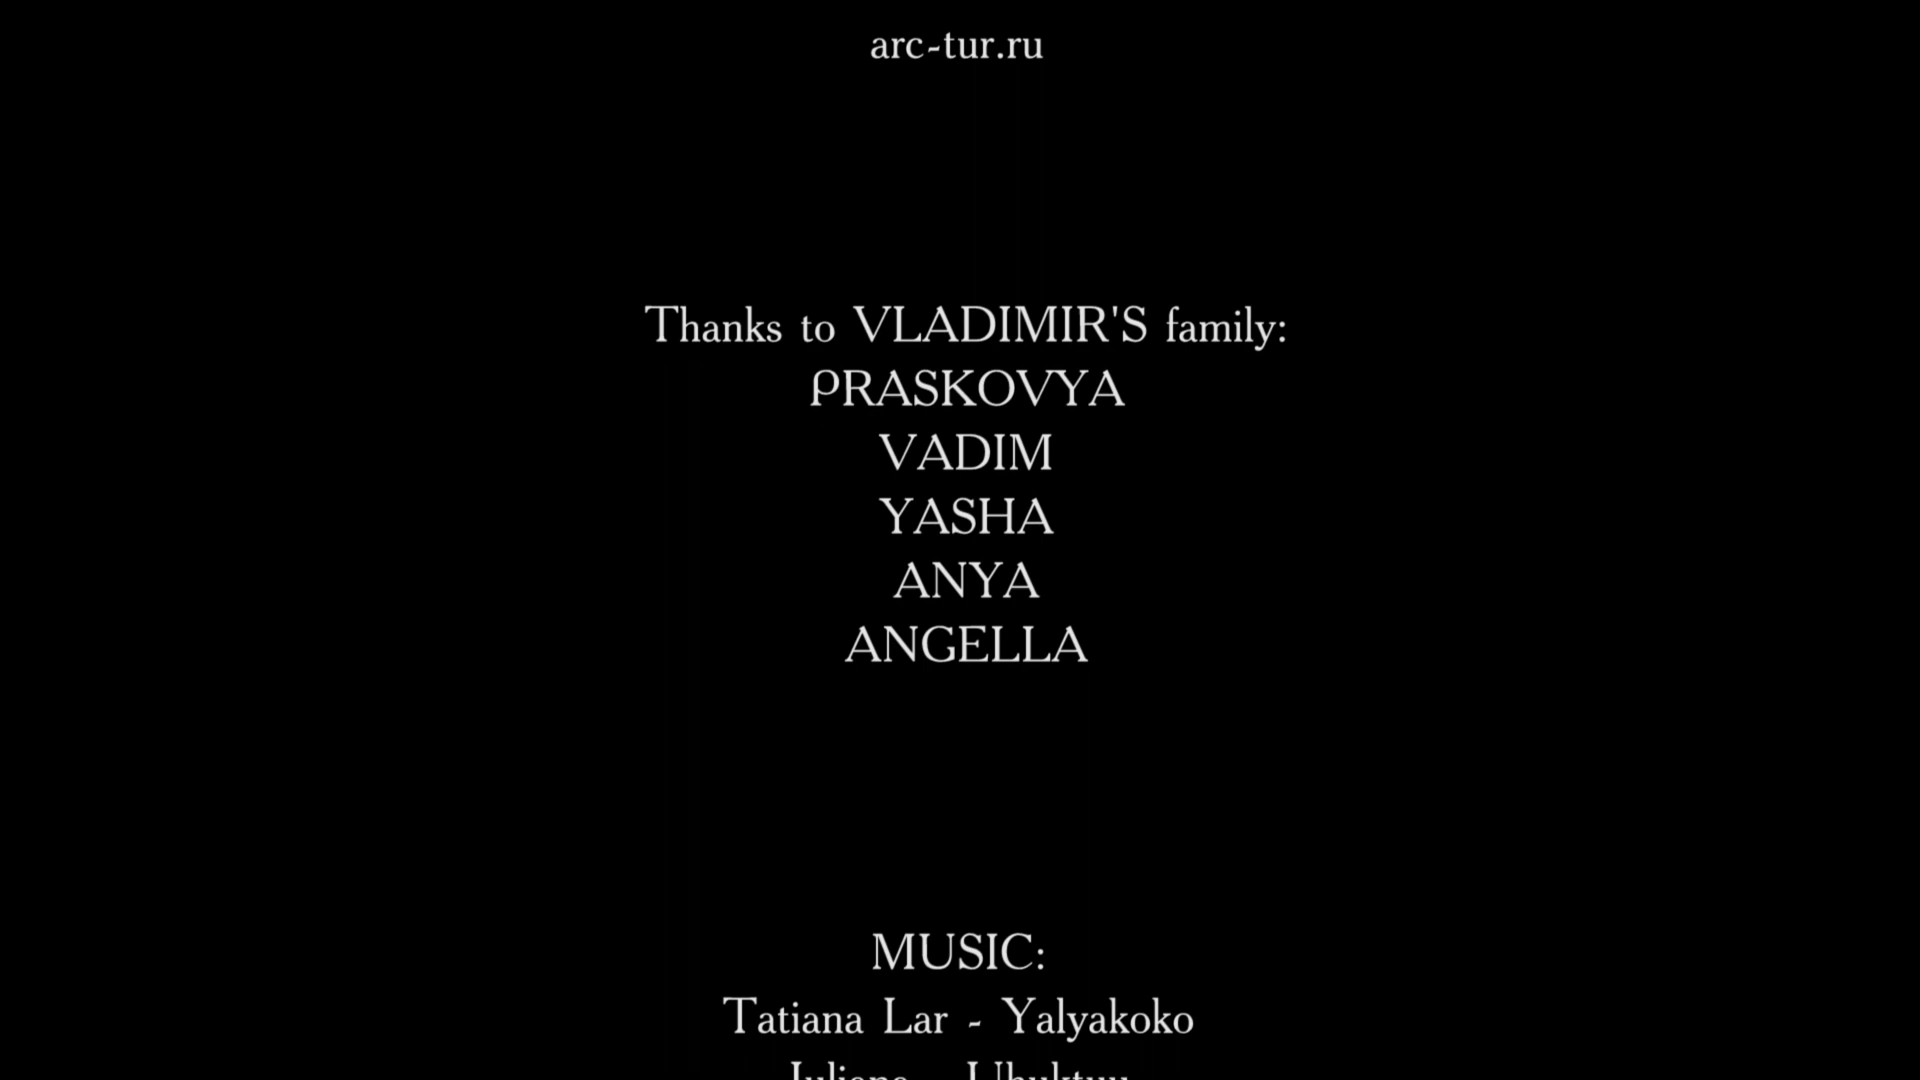 arc-tur.ru
Thanks to VLADIMIR'S family:
PRASKOVYA
VADIM
YASHA
ANYA
ANGELLA
MUSIC:
Tatiana Lar - Yalyakoko